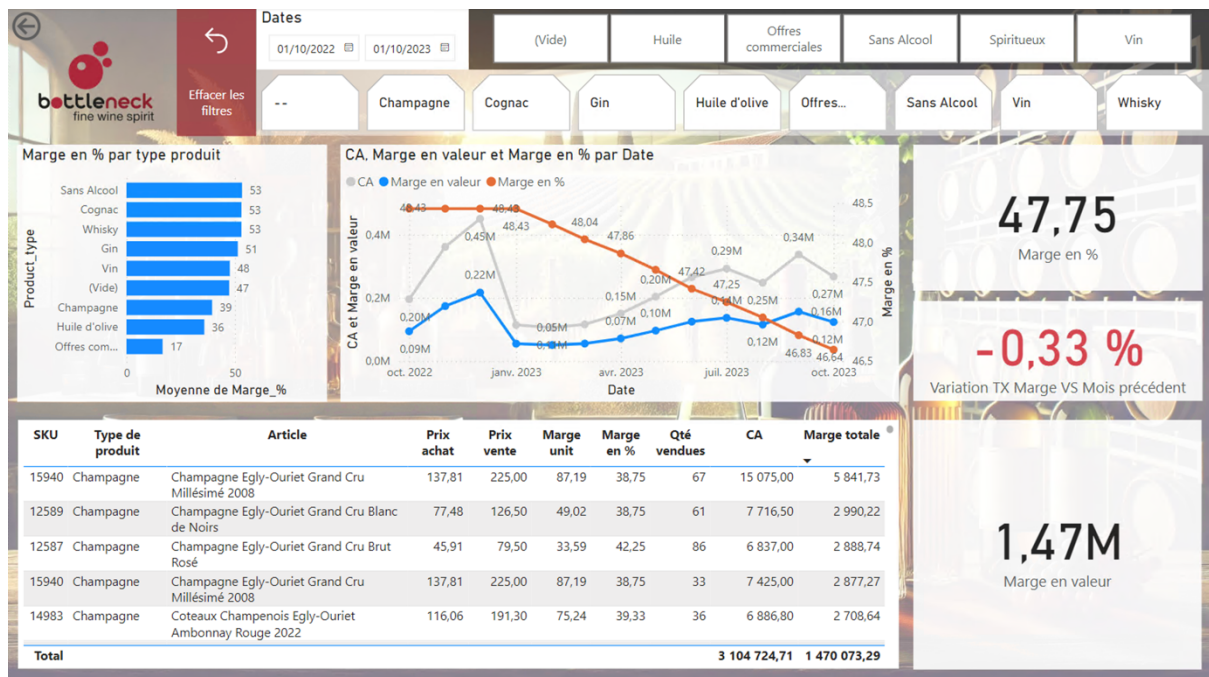 Dates
01/10/2022
01/10/2023
(Vide)
Huile
Offres
commerciales
Sans Alcool
Spiritueux
Vin
bottleneck
fine wine spirit
Effacer les
filtres
--
Champagne
Cognac
Gin
Huile d'olive
Offres...
Sans Alcool
Vin
Whisky
Marge en % par type produit
Product_type
Sans Alcool 53
Cognac 53
Whisky 53
Gin 51
Vin 48
(Vide) 47
Champagne 39
Huile d'olive 36
Offres com... 17
0 50
Moyenne de Marge_%
CA, Marge en valeur et Marge en % par Date
CA Marge en valeur Marge en %
CA et Marge en valeur
0,4M
0,2M
0,0M
48,43
48,43
48,43
48,04
47,86
47,42
47,25
46,83
46,64
0,20M
0,45M
0,05M
0,15M
0,20M
0,29M
0,25M
0,34M
0,27M
0,09M
0,22M
0,07M
0,10M
0,14M
0,12M
0,16M
0,12M
48,5
48,0
47,5
47,0
46,5
Marge en %
oct. 2022 janv. 2023 avr. 2023 juil. 2023 oct. 2023
Date
47,75
Marge en %
-0,33 %
Variation TX Marge VS Mois précédent
1,47M
Marge en valeur
SKU Type de Article Prix Prix Marge Marge Qté CA Marge totale
produit achat vente unit en % vendues
15940 Champagne Champagne Egly-Ouriet Grand Cru 137,81 225,00 87,19 38,75 67 15 075,00 5 841,73
Millésimé 2008
12589 Champagne Champagne Egly-Ouriet Grand Cru Blanc 77,48 126,50 49,02 38,75 61 7 716,50 2 990,22
de Noirs
12587 Champagne Champagne Egly-Ouriet Grand Cru Brut 45,91 79,50 33,59 42,25 86 6 837,00 2 888,74
Rosé
15940 Champagne Champagne Egly-Ouriet Grand Cru 137,81 225,00 87,19 38,75 33 7 425,00 2 877,27
Millésimé 2008
14983 Champagne Coteaux Champenois Egly-Ouriet 116,06 191,30 75,24 39,33 36 6 886,80 2 708,64
Ambonnay Rouge 2022
Total 3 104 724,71 1 470 073,29